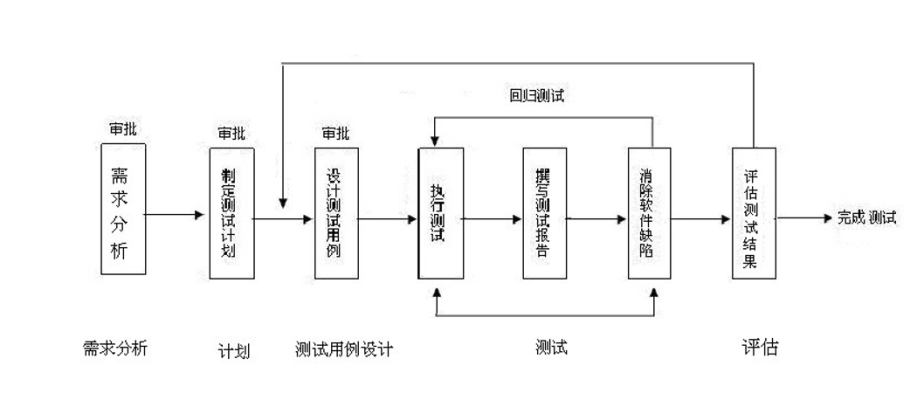 回归测试
审批
审批
审批
需求分析
制定测试计划
设计测试用例
执行测试
撰写测试报告
消除软件缺陷
评估测试结果
完成 测试
需求分析
计划
测试用例设计
测试
评估